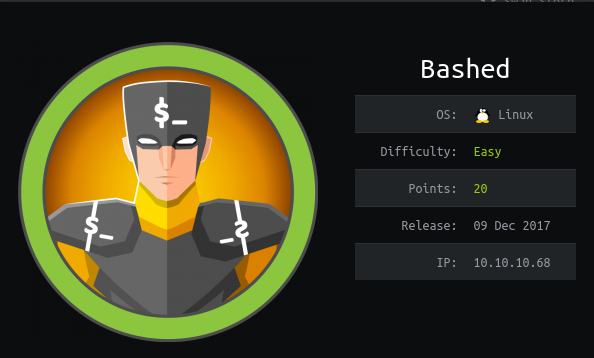 Bashed
OS: Linux
Difficulty: Easy
Points: 20
Release: 09 Dec 2017
IP: 10.10.10.68
$_
$_
_$